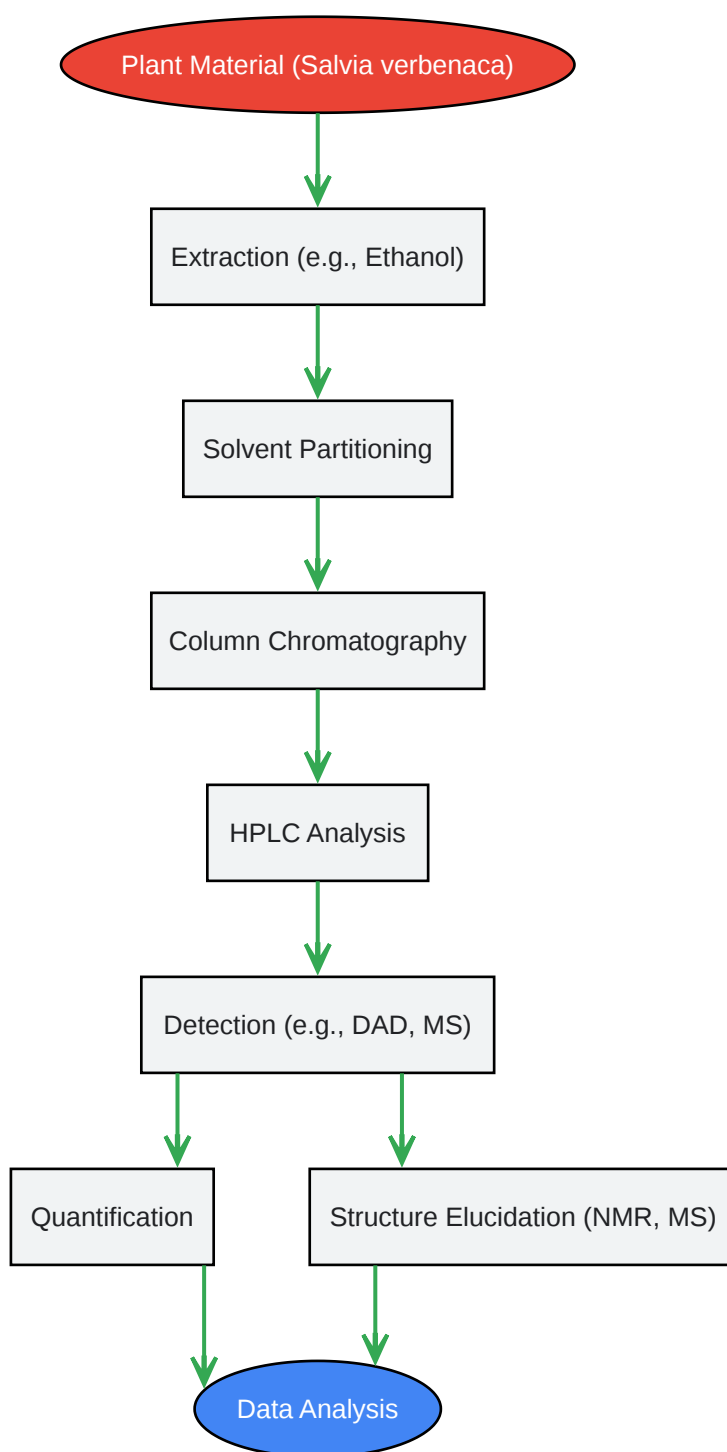 Plant Material (Salvia verbenaca)
Extraction (e.g., Ethanol)
Solvent Partitioning
Column Chromatography
HPLC Analysis
Detection (e.g., DAD, MS)
Quantification
Structure Elucidation (NMR, MS)
Data Analysis